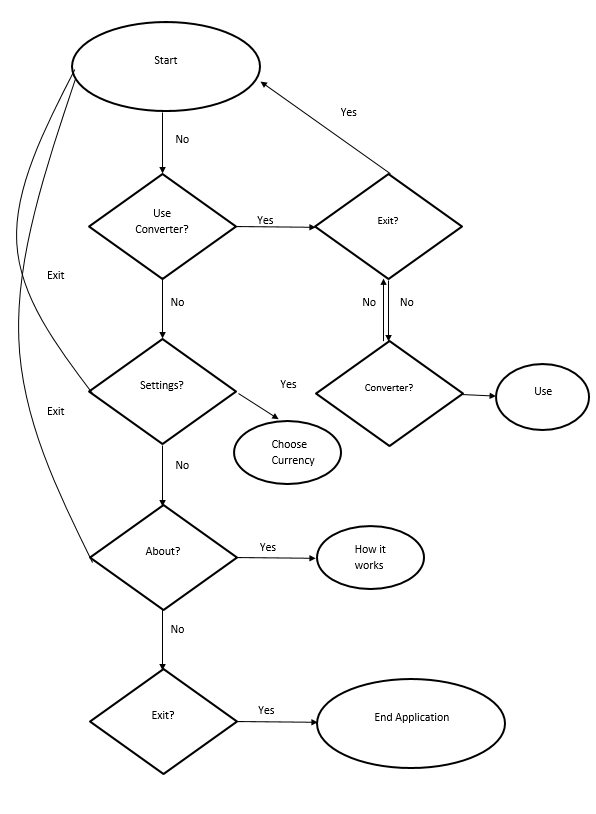 Start
Yes
No
Use
Converter?
Yes
Exit?
Exit
No
No
No
Settings?
Yes
Converter?
Use
Exit
Choose
Currency
No
About?
Yes
How it
works
No
Exit?
Yes
End Application